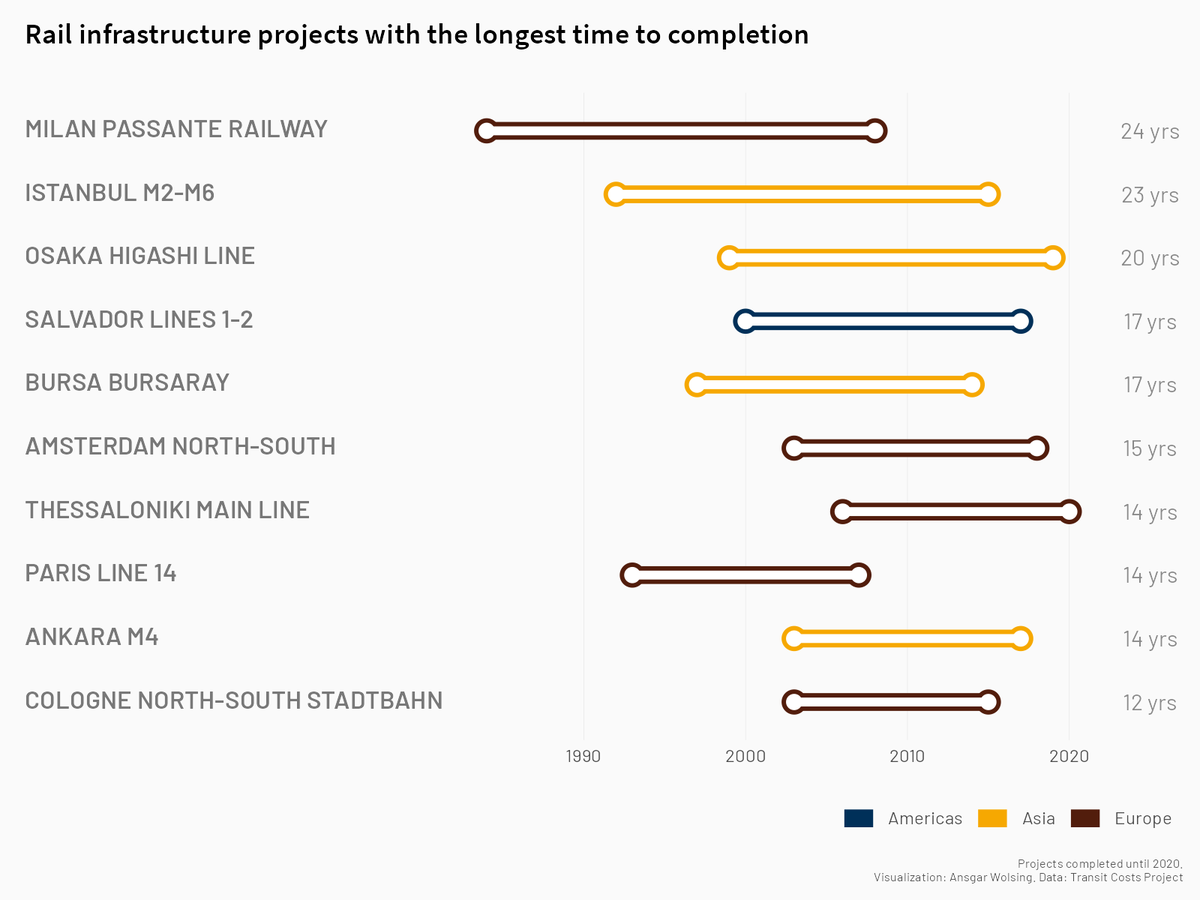 Rail infrastructure projects with the longest time to completion
MILAN PASSANTE RAILWAY 24 yrs
ISTANBUL M2-M6 23 yrs
OSAKA HIGASHI LINE 20 yrs
SALVADOR LINES 1-2 17 yrs
BURSA BURSARAY 17 yrs
AMSTERDAM NORTH-SOUTH 15 yrs
THESSALONIKI MAIN LINE 14 yrs
PARIS LINE 14 14 yrs
ANKARA M4 14 yrs
COLOGNE NORTH-SOUTH STADTBAHN 12 yrs
1990 2000 2010 2020
Americas Asia Europe
Projects completed until 2020.
Visualization: Ansgar Wolsing. Data: Transit Costs Project